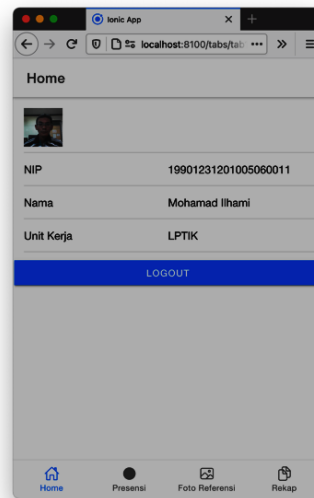 Ionic App
localhost:8100/tabs/tab
Home
NIP 19901231201005060011
Nama Mohamad Ilhami
Unit Kerja LPTIK
LOGOUT
Home Presensi Foto Referensi Rekap